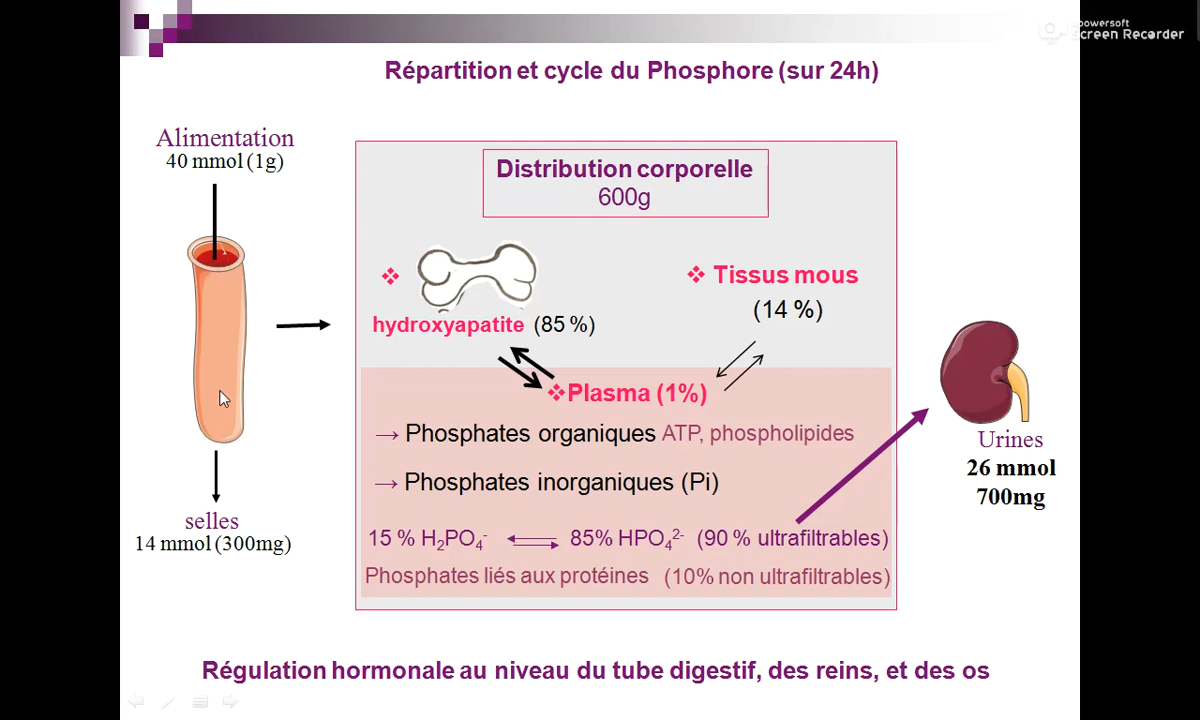 powersoft
Screen Recorder
Répartition et cycle du Phosphore (sur 24h)
Alimentation
40 mmol (1g)
Distribution corporelle
600g
❖
❖ Tissus mous
(14 %)
hydroxyapatite (85 %)
❖Plasma (1%)
→ Phosphates organiques ATP, phospholipides
→ Phosphates inorganiques (Pi)
15 % H₂PO₄⁻ 85% HPO₄²⁻ (90 % ultrafiltrables)
Phosphates liés aux protéines (10% non ultrafiltrables)
Urines
26 mmol
700mg
selles
14 mmol (300mg)
Régulation hormonale au niveau du tube digestif, des reins, et des os